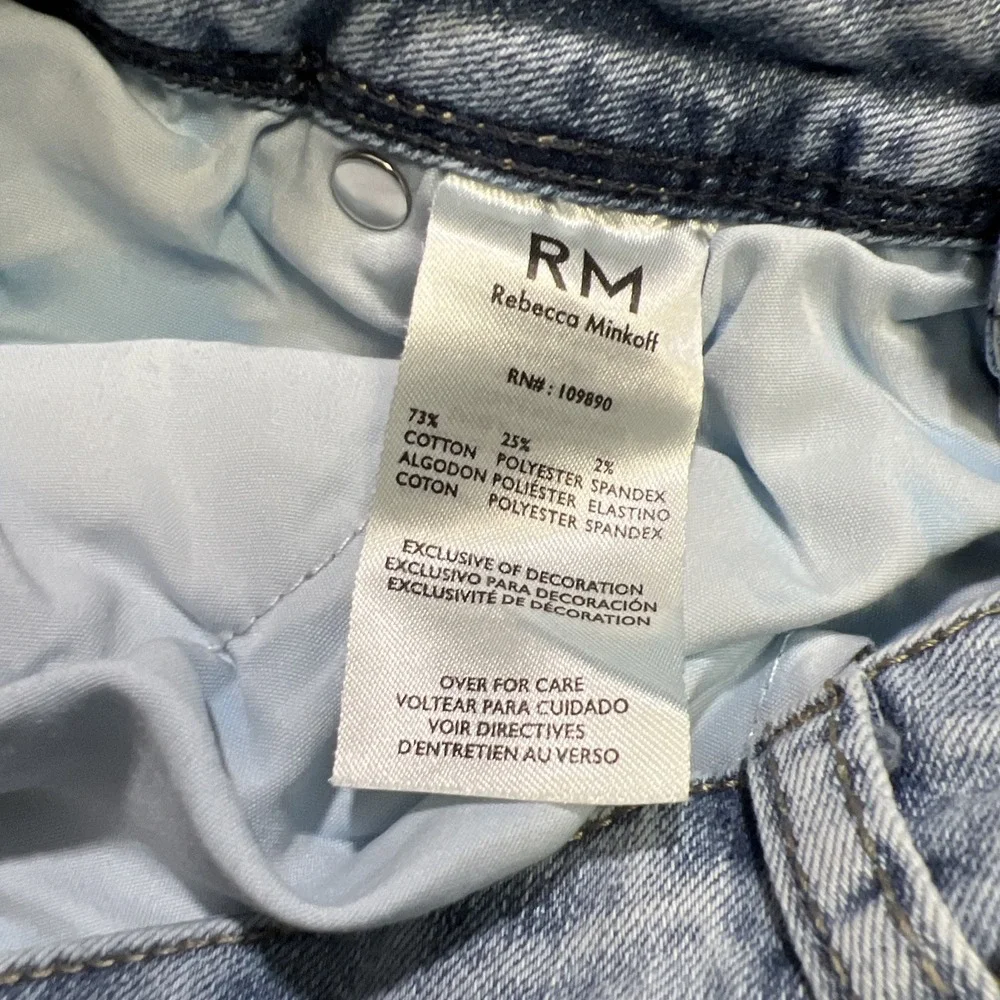 RM
Rebecca Minkoff
RN#: 109890
73% 25% 2%
COTTON POLYESTER SPANDEX
ALGODON POLIÉSTER ELASTINO
COTON POLYESTER SPANDEX
EXCLUSIVE OF DECORATION
EXCLUSIVO PARA DECORACIÓN
EXCLUSIVITÉ DE DÉCORATION
OVER FOR CARE
VOLTEAR PARA CUIDADO
VOIR DIRECTIVES
D'ENTRETIEN AU VERSO